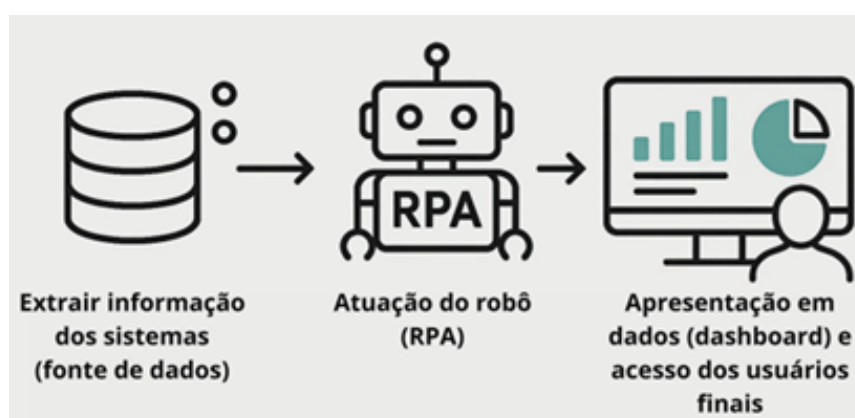 RPA
Extrair informação
dos sistemas
(fonte de dados)
Atuação do robô
(RPA)
Apresentação em
dados (dashboard) e
acesso dos usuários
finais